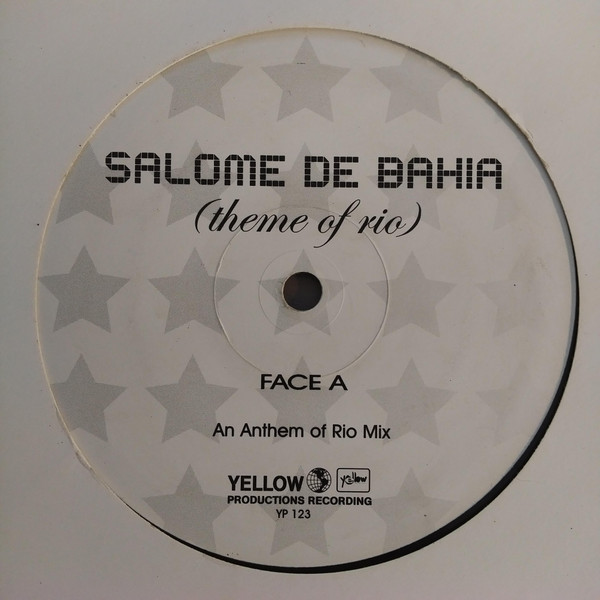 SALOME DE BAHIA
(theme of rio)
FACE A
An Anthem of Rio Mix
YELLOW yellow
PRODUCTIONS RECORDING
YP 123